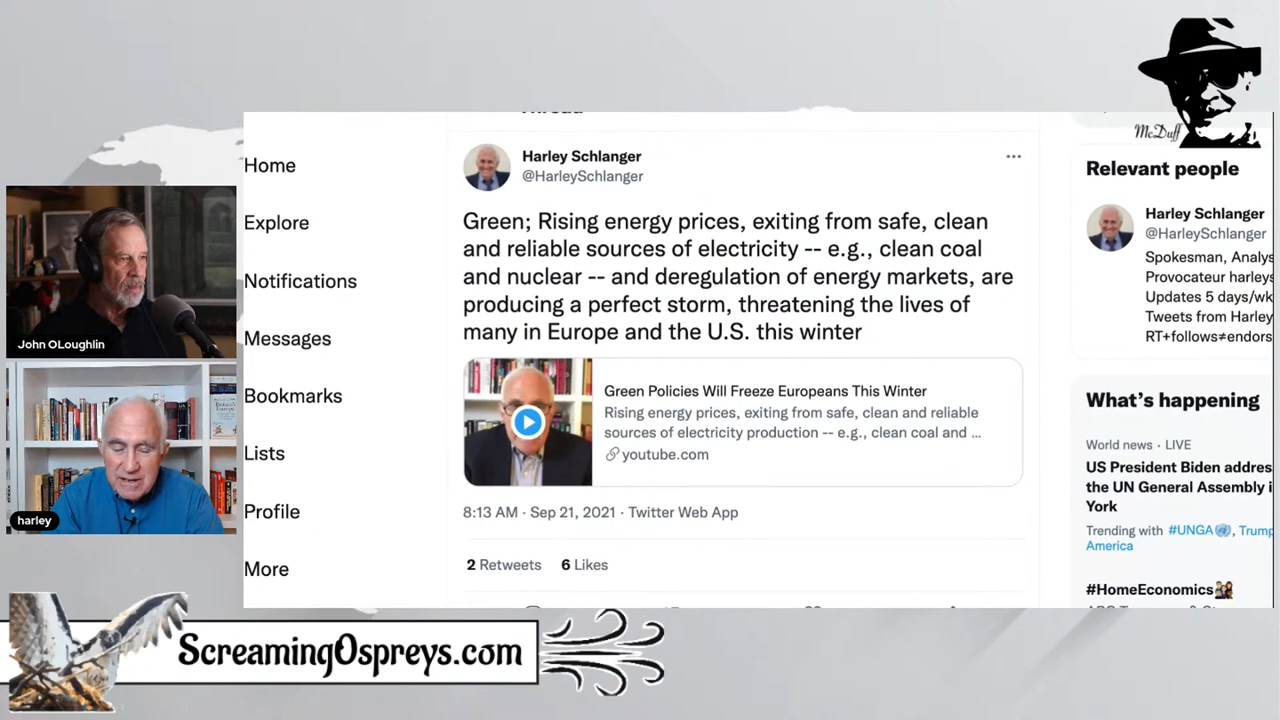 McDuff
Thread
Home
Explore
Notifications
Messages
Bookmarks
Lists
Profile
More
Harley Schlanger
@HarleySchlanger
Green; Rising energy prices, exiting from safe, clean
and reliable sources of electricity -- e.g., clean coal
and nuclear -- and deregulation of energy markets, are
producing a perfect storm, threatening the lives of
many in Europe and the U.S. this winter
Green Policies Will Freeze Europeans This Winter
Rising energy prices, exiting from safe, clean and reliable
sources of electricity production -- e.g., clean coal and ...
youtube.com
8:13 AM · Sep 21, 2021 · Twitter Web App
2 Retweets 6 Likes
Relevant people
Harley Schlanger
@HarleySchlanger
Spokesman, Analys
Provocateur harleys
Updates 5 days/wk
Tweets from Harley
RT+follows≠endors
What's happening
World news · LIVE
US President Biden addres
the UN General Assembly i
York
Trending with #UNGA, Trump
America
#HomeEconomics
John OLoughlin
harley
ScreamingOspreys.com